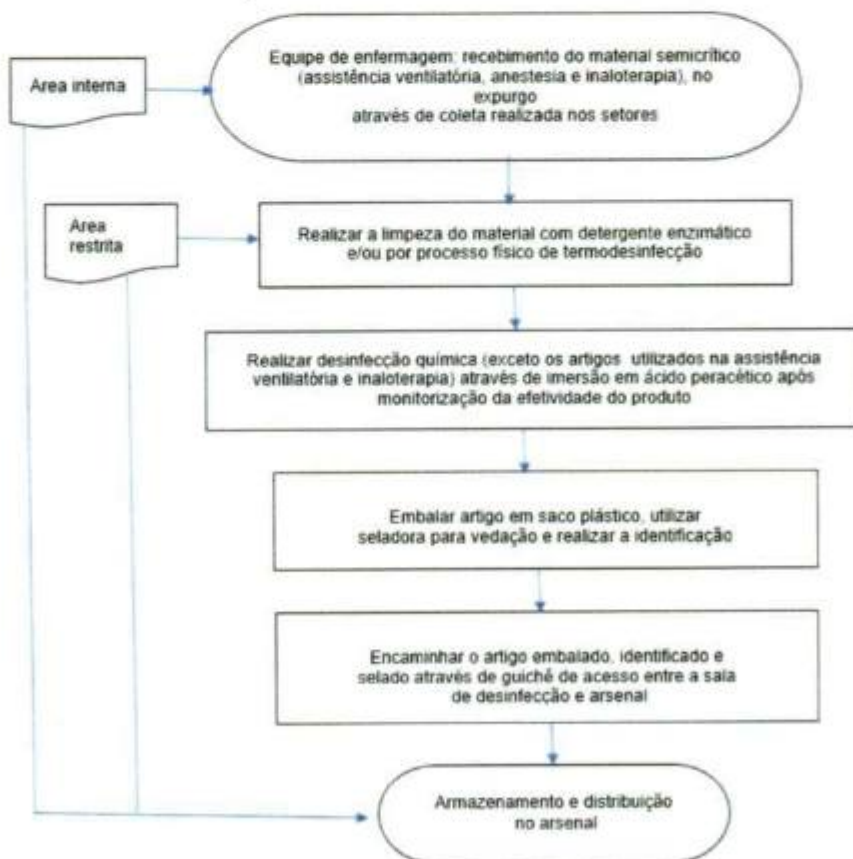 Equipe de enfermagem: recebimento do material semicrítico
(assistência ventilatória, anestesia e inaloterapia), no
expurgo
através de coleta realizada nos setores
Area interna
Area
restrita
Realizar a limpeza do material com detergente enzimático
e/ou por processo físico de termodesinfecção
Realizar desinfecção química (exceto os artigos utilizados na assistência
ventilatória e inaloterapia) através de imersão em ácido peracético após
monitorização da efetividade do produto
Embalar artigo em saco plástico, utilizar
seladora para vedação e realizar a identificação
Encaminhar o artigo embalado, identificado e
selado através de guichê de acesso entre a sala
de desinfecção e arsenal
Armazenamento e distribuição
no arsenal